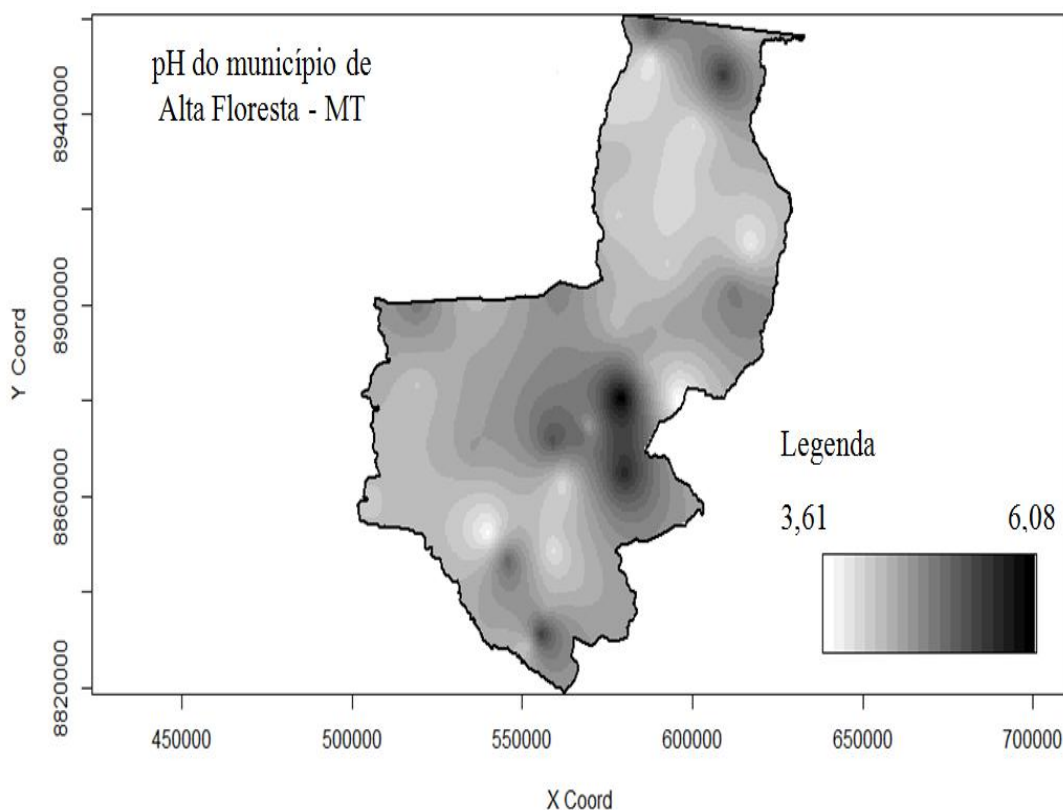 pH do município de
Alta Floresta - MT
Y Coord
8940000
8900000
8860000
8820000
Legenda
3,61 6,08
450000 500000 550000 600000 650000 700000
X Coord